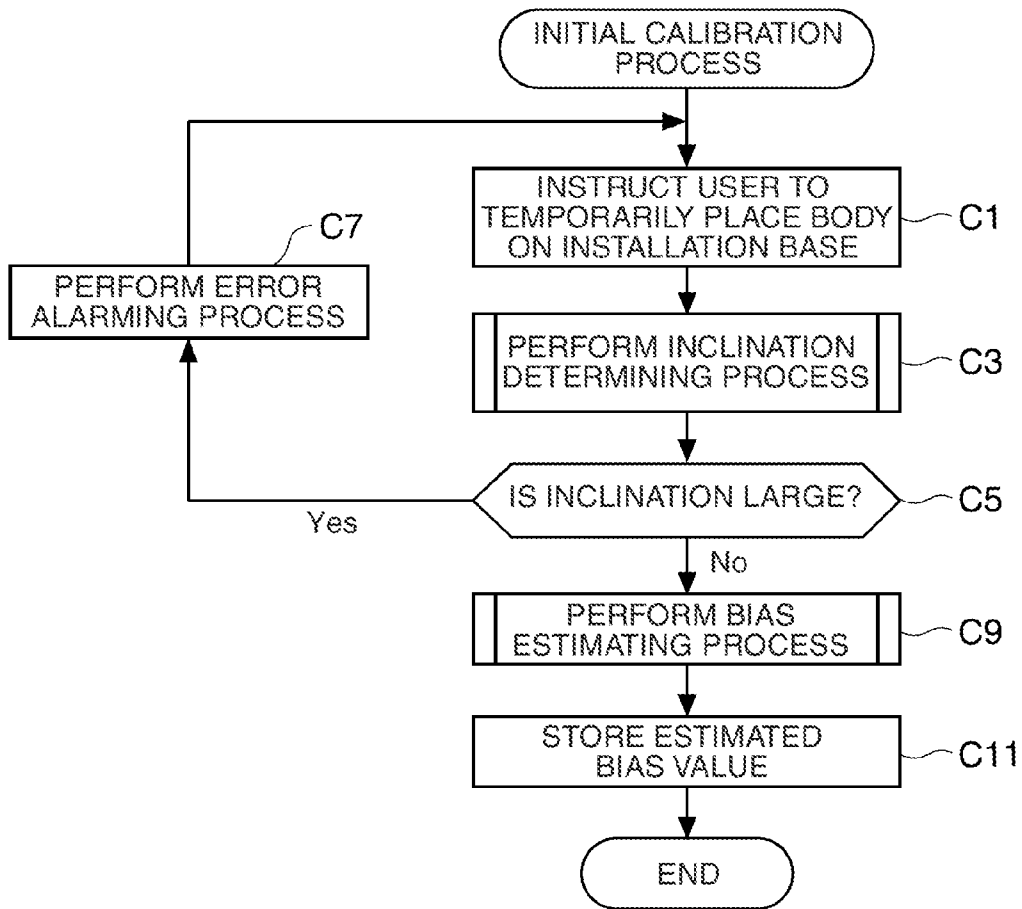 INITIAL CALIBRATION
PROCESS
INSTRUCT USER TO
TEMPORARILY PLACE BODY
ON INSTALLATION BASE
C1
C7
PERFORM ERROR
ALARMING PROCESS
PERFORM INCLINATION
DETERMINING PROCESS
C3
IS INCLINATION LARGE?
C5
Yes
No
PERFORM BIAS
ESTIMATING PROCESS
C9
STORE ESTIMATED
BIAS VALUE
C11
END